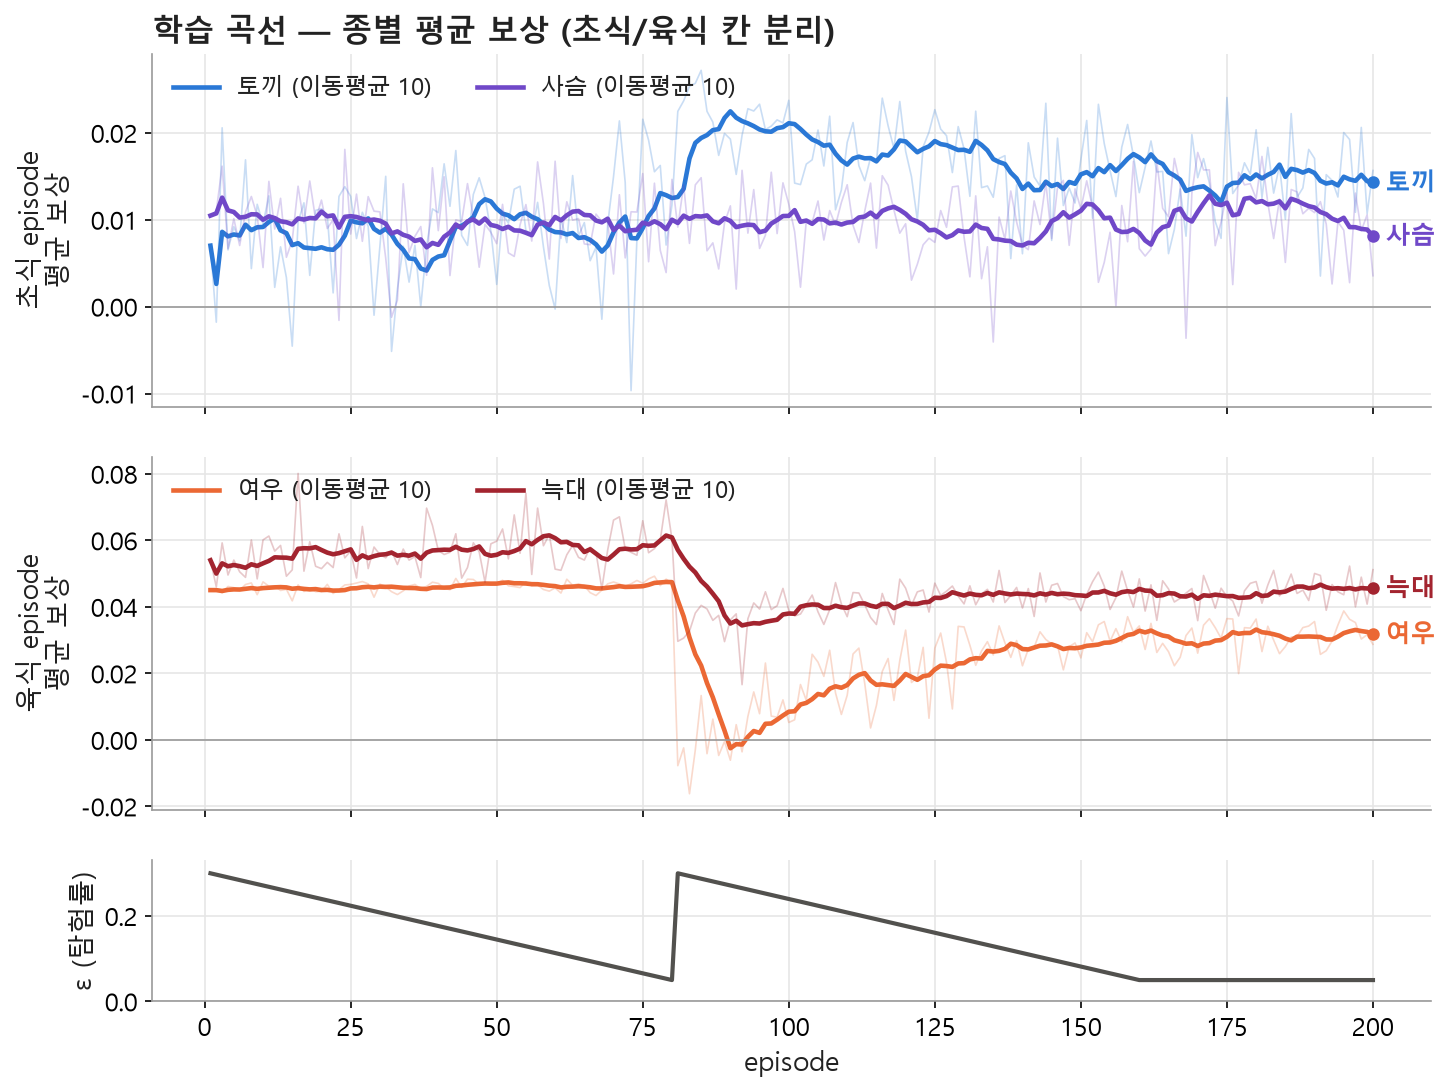 학습 곡선 — 종별 평균 보상 (초식/육식 칸 분리)
토끼 (이동평균 10)
사슴 (이동평균 10)
초식 episode
평균 보상
0.02
0.01
0.00
-0.01
토끼
사슴
여우 (이동평균 10)
늑대 (이동평균 10)
육식 episode
평균 보상
0.08
0.06
0.04
0.02
0.00
-0.02
늑대
여우
ε (탐험률)
0.2
0.0
0 25 50 75 100 125 150 175 200
episode